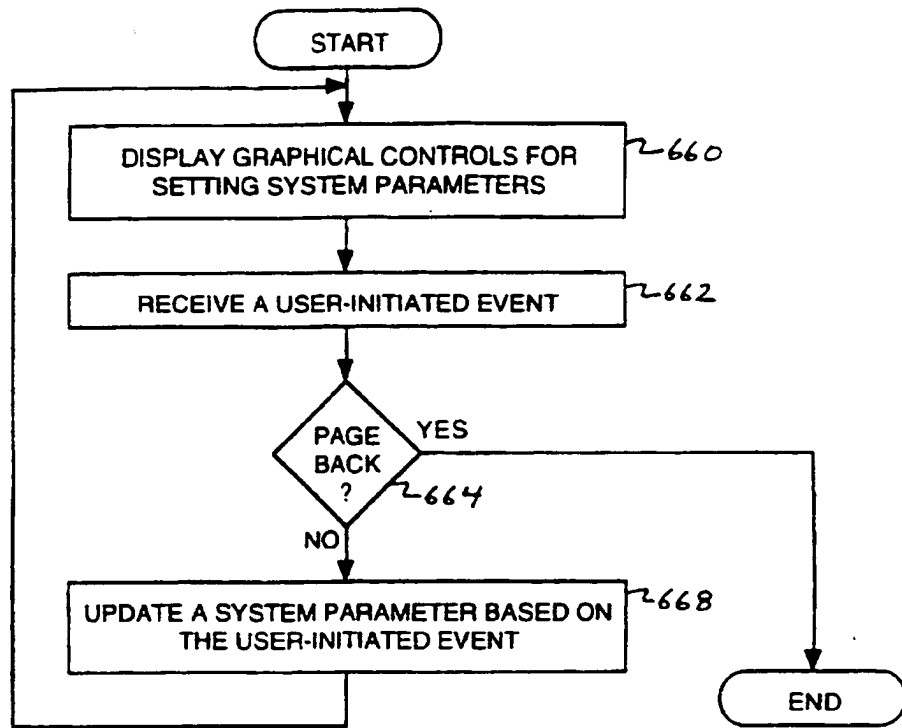 START
DISPLAY GRAPHICAL CONTROLS FOR
SETTING SYSTEM PARAMETERS
660
RECEIVE A USER-INITIATED EVENT
662
PAGE
BACK
?
YES
664
NO
UPDATE A SYSTEM PARAMETER BASED ON
THE USER-INITIATED EVENT
668
END